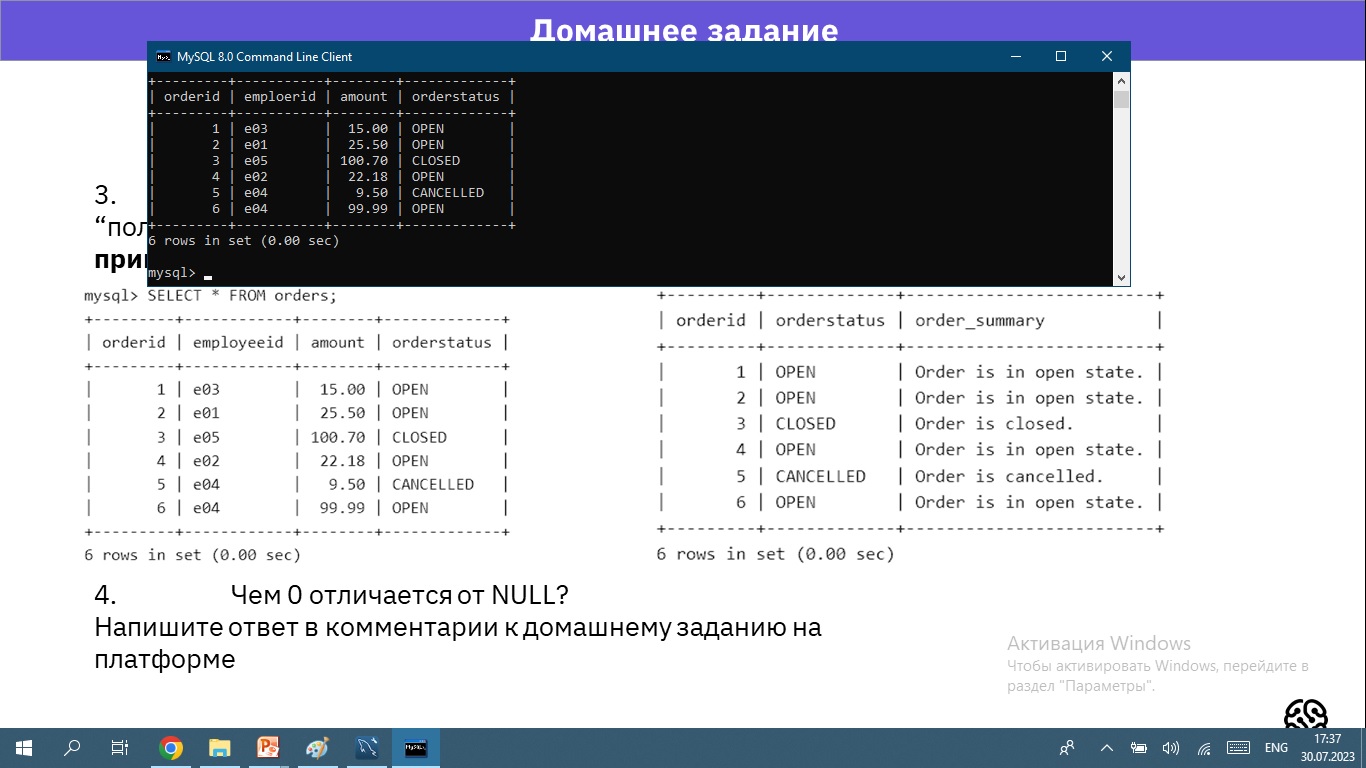 Домашнее задание
MySQL 8.0 Command Line Client
+---------+-----------+--------+-------------+
| orderid | emploerid | amount | orderstatus |
+---------+-----------+--------+-------------+
| 1 | e03 | 15.00 | OPEN |
| 2 | e01 | 25.50 | OPEN |
| 3 | e05 | 100.70 | CLOSED |
| 4 | e02 | 22.18 | OPEN |
| 5 | e04 | 9.50 | CANCELLED |
| 6 | e04 | 99.99 | OPEN |
+---------+-----------+--------+-------------+
6 rows in set (0.00 sec)
mysql>
3.
mysql> SELECT * FROM orders;
+---------+------------+--------+-------------+
| orderid | employeeid | amount | orderstatus |
+---------+------------+--------+-------------+
| 1 | e03 | 15.00 | OPEN |
| 2 | e01 | 25.50 | OPEN |
| 3 | e05 | 100.70 | CLOSED |
| 4 | e02 | 22.18 | OPEN |
| 5 | e04 | 9.50 | CANCELLED |
| 6 | e04 | 99.99 | OPEN |
+---------+------------+--------+-------------+
6 rows in set (0.00 sec)
+---------+-------------+-------------------------+
| orderid | orderstatus | order_summary |
+---------+-------------+-------------------------+
| 1 | OPEN | Order is in open state. |
| 2 | OPEN | Order is in open state. |
| 3 | CLOSED | Order is closed. |
| 4 | OPEN | Order is in open state. |
| 5 | CANCELLED | Order is cancelled. |
| 6 | OPEN | Order is in open state. |
+---------+-------------+-------------------------+
6 rows in set (0.00 sec)
4. Чем 0 отличается от NULL?
Напишите ответ в комментарии к домашнему заданию на
платформе
Активация Windows
Чтобы активировать Windows, перейдите в
раздел "Параметры".
ENG
17:37
30.07.2023